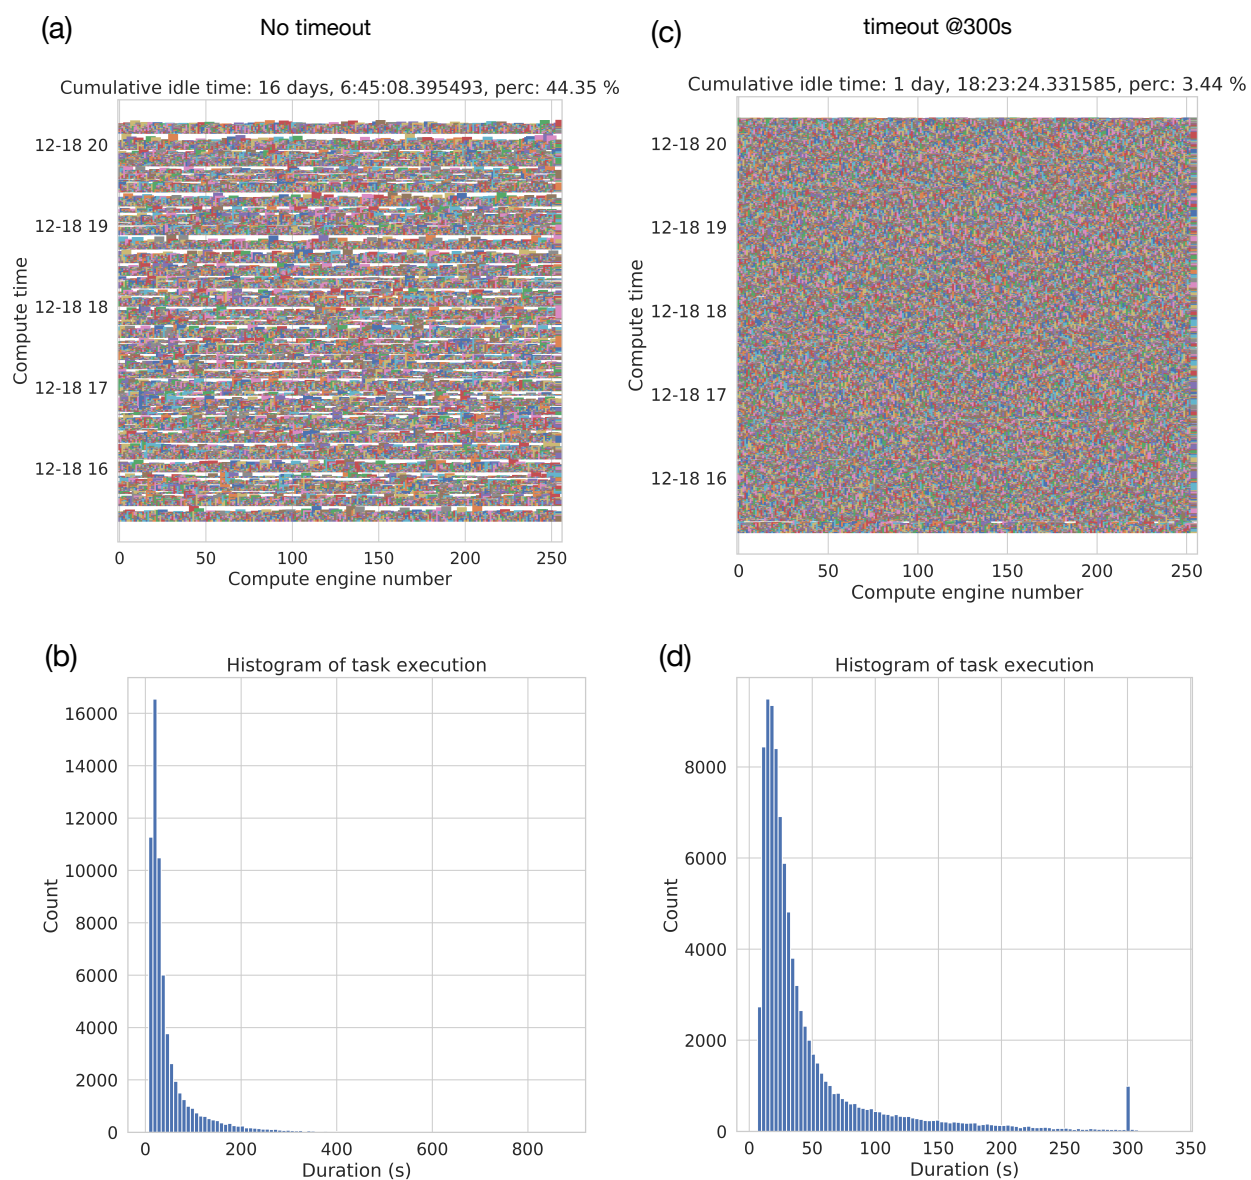 (a)
No timeout
Cumulative idle time: 16 days, 6:45:08.395493, perc: 44.35 %
12-18 20
12-18 19
12-18 18
12-18 17
12-18 16
Compute time
0 50 100 150 200 250
Compute engine number
(c)
timeout @300s
Cumulative idle time: 1 day, 18:23:24.331585, perc: 3.44 %
12-18 20
12-18 19
12-18 18
12-18 17
12-18 16
Compute time
0 50 100 150 200 250
Compute engine number
(b)
Histogram of task execution
16000
14000
12000
10000
8000
6000
4000
2000
0
Count
0 200 400 600 800
Duration (s)
(d)
Histogram of task execution
8000
6000
4000
2000
0
Count
0 50 100 150 200 250 300 350
Duration (s)